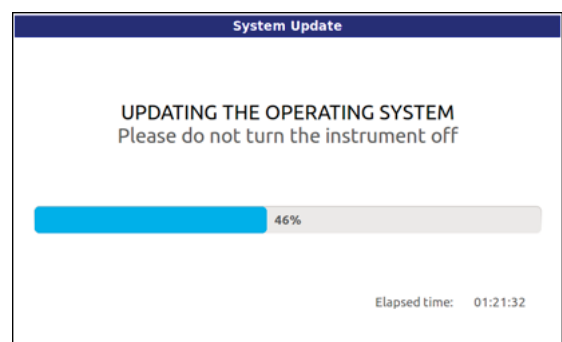 System Update
UPDATING THE OPERATING SYSTEM
Please do not turn the instrument off
46%
Elapsed time: 01:21:32